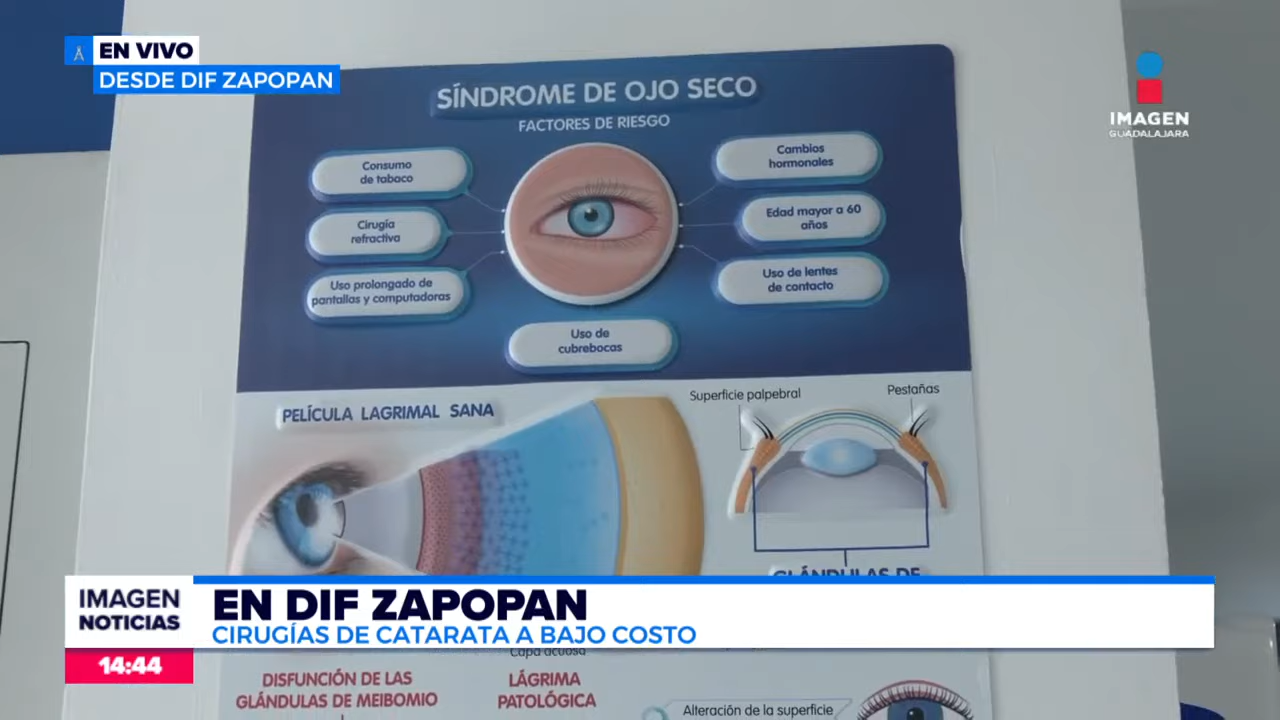 EN VIVO
DESDE DIF ZAPOPAN
IMAGEN
GUADALAJARA
SÍNDROME DE OJO SECO
FACTORES DE RIESGO
Consumo
de tabaco
Cirugía
refractiva
Uso prolongado de
pantallas y computadoras
Cambios
hormonales
Edad mayor a 60
años
Uso de lentes
de contacto
Uso de
cubrebocas
PELÍCULA LAGRIMAL SANA
Superficie palpebral
Pestañas
GLÁNDULAS DE
IMAGEN
NOTICIAS
EN DIF ZAPOPAN
CIRUGÍAS DE CATARATA A BAJO COSTO
14:44
Capa acuosa
DISFUNCIÓN DE LAS
GLÁNDULAS DE MEIBOMIO
LÁGRIMA
PATOLÓGICA
Alteración de la superficie